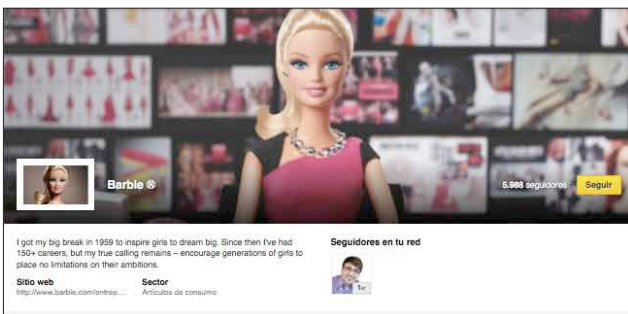 Barbie ®
5.988 seguidores
Seguir
I got my big break in 1959 to inspire girls to dream big. Since then I've had
150+ careers, but my true calling remains – encourage generations of girls to
place no limitations on their ambitions.
Sitio web
http://www.barbie.com/entrep...
Sector
Artículos de consumo
Seguidores en tu red
1er